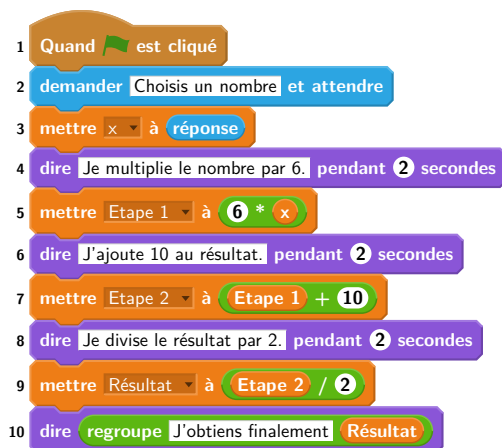 1 Quand est cliqué
2 demander Choisis un nombre et attendre
3 mettre x à réponse
4 dire Je multiplie le nombre par 6. pendant 2 secondes
5 mettre Etape 1 à 6 * x
6 dire J'ajoute 10 au résultat. pendant 2 secondes
7 mettre Etape 2 à Etape 1 + 10
8 dire Je divise le résultat par 2. pendant 2 secondes
9 mettre Résultat à Etape 2 / 2
10 dire regroupe J'obtiens finalement Résultat